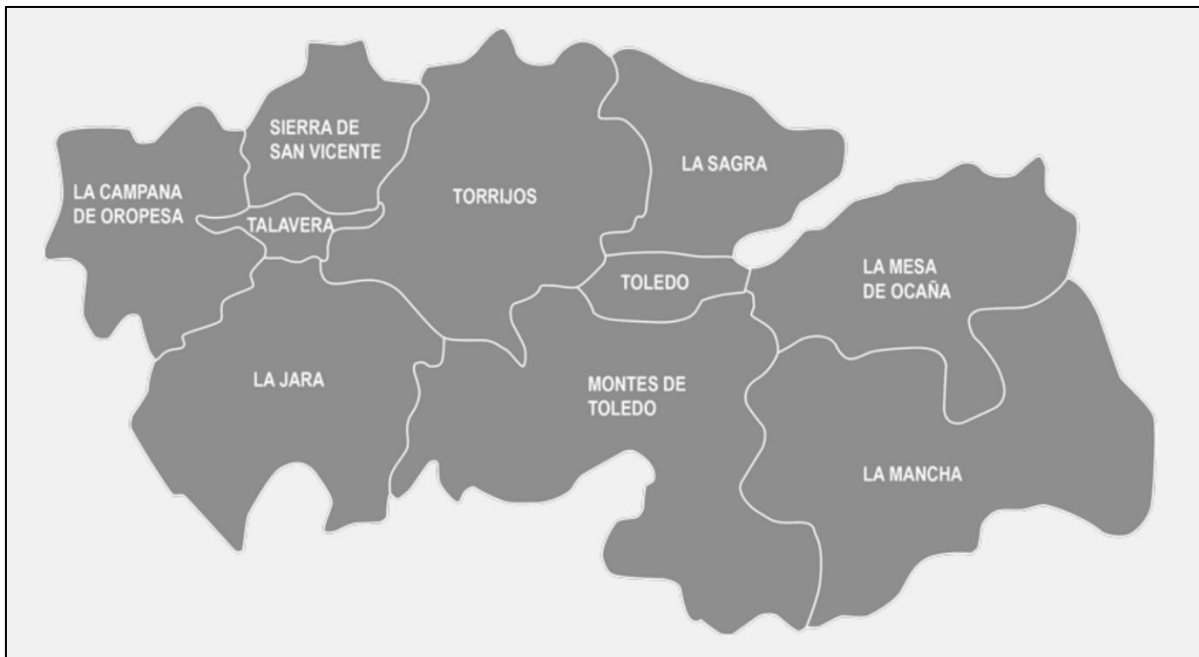 SIERRA DE
SAN VICENTE
LA SAGRA
LA CAMPANA
DE OROPESA
TORRIJOS
TALAVERA
LA MESA
DE OCAÑA
TOLEDO
LA JARA
MONTES DE
TOLEDO
LA MANCHA